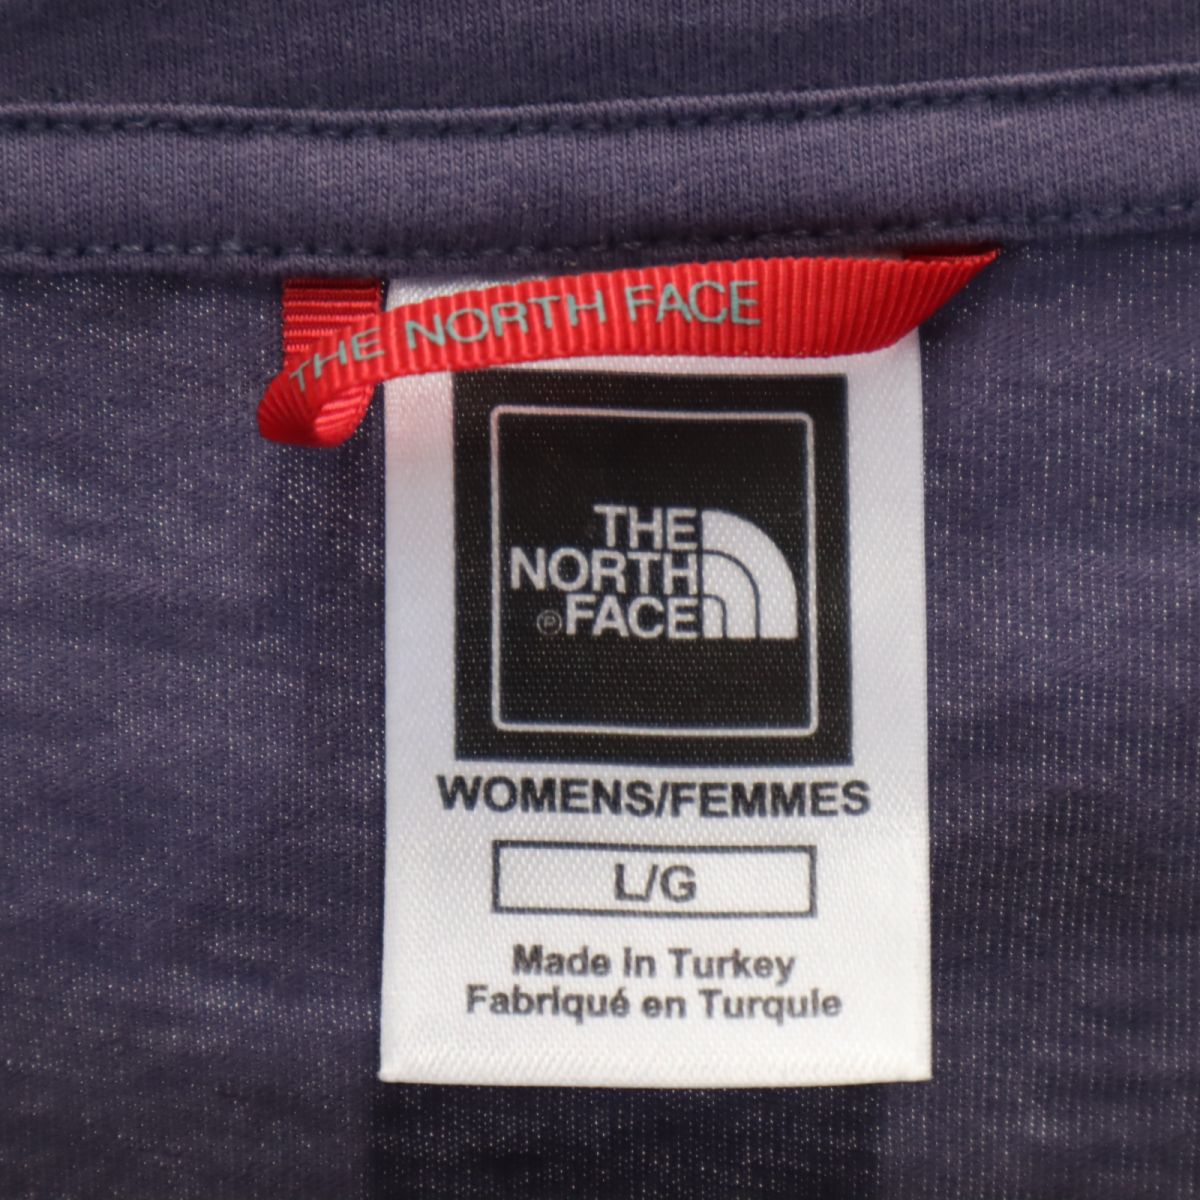 THE NORTH FACE
THE
NORTH
® FACE
WOMENS/FEMMES
L/G
Made in Turkey
Fabriqué en Turquie